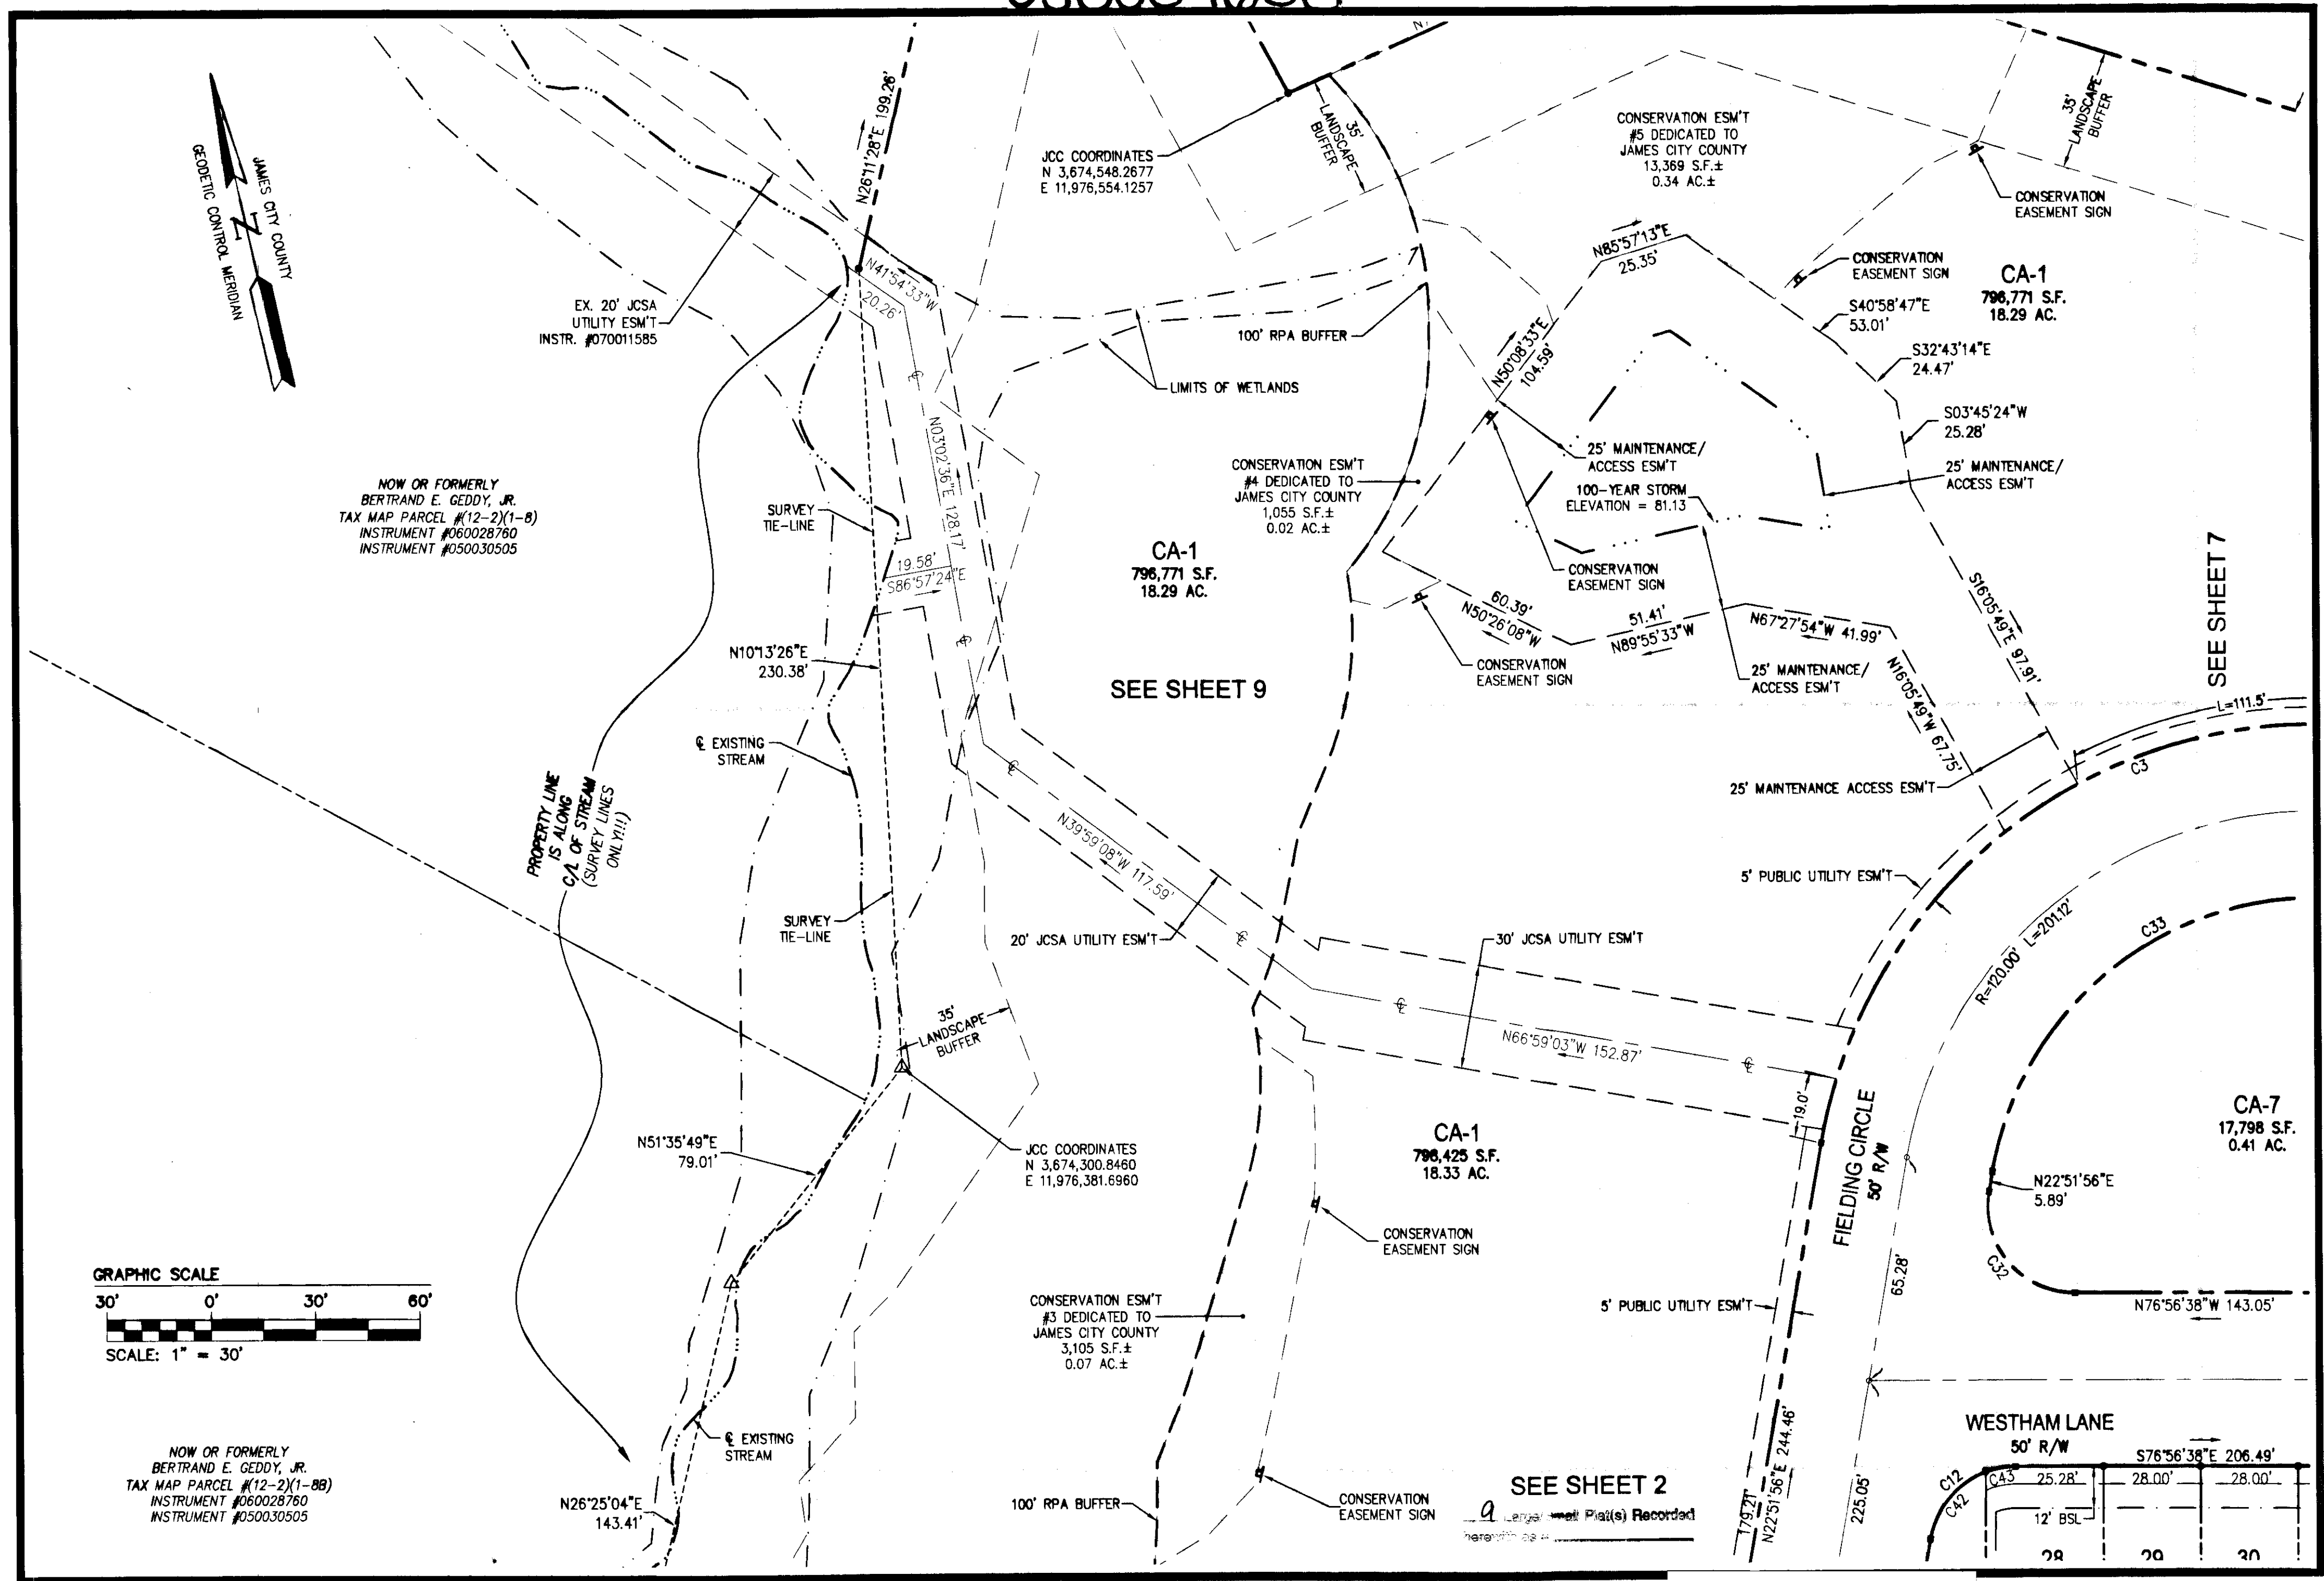 N26°11'28"E 199.26'
JAMES CITY COUNTY
GEODETIC CONTROL MERIDIAN
N
JCC COORDINATES
N 3,674,548.2677
E 11,976,554.1257
35'
LANDSCAPE
BUFFER
CONSERVATION ESM'T
#5 DEDICATED TO
JAMES CITY COUNTY
13,369 S.F.±
0.34 AC.±
35'
LANDSCAPE
BUFFER
CONSERVATION
EASEMENT SIGN
N85°57'13"E
25.35'
CONSERVATION
EASEMENT SIGN
CA-1
796,771 S.F.
18.29 AC.
S40°58'47"E
53.01'
S32°43'14"E
24.47'
S03°45'24"W
25.28'
EX. 20' JCSA
UTILITY ESM'T
INSTR. #070011585
N41°54'33"W
20.26'
100' RPA BUFFER
LIMITS OF WETLANDS
N50°08'33"E
104.59'
25' MAINTENANCE/
ACCESS ESM'T
25' MAINTENANCE/
ACCESS ESM'T
100-YEAR STORM
ELEVATION = 81.13
CONSERVATION ESM'T
#4 DEDICATED TO
JAMES CITY COUNTY
1,055 S.F.±
0.02 AC.±
NOW OR FORMERLY
BERTRAND E. GEDDY, JR.
TAX MAP PARCEL #(12-2)(1-8)
INSTRUMENT #060028760
INSTRUMENT #050030505
SURVEY
TIE-LINE
N03°02'36"E 128.17'
19.58'
S86°57'24"E
CA-1
796,771 S.F.
18.29 AC.
CONSERVATION
EASEMENT SIGN
60.39'
N50°26'08"W
51.41'
N89°55'33"W
N67°27'54"W 41.99'
S16°05'49"E 97.91'
N16°05'49"W 67.75'
SEE SHEET 7
N10°13'26"E
230.38'
SEE SHEET 9
CONSERVATION
EASEMENT SIGN
25' MAINTENANCE/
ACCESS ESM'T
L=111.5'
C3
℄ EXISTING
STREAM
25' MAINTENANCE ACCESS ESM'T
PROPERTY LINE
IS ALONG
C/L OF STREAM
(SURVEY LINES
ONLY!!!)
N39°59'08"W 117.59'
5' PUBLIC UTILITY ESM'T
SURVEY
TIE-LINE
20' JCSA UTILITY ESM'T
30' JCSA UTILITY ESM'T
R=120.00' L=201.12'
C33
35'
LANDSCAPE
BUFFER
N66°59'03"W 152.87'
19.0'
FIELDING CIRCLE
50' R/W
CA-7
17,798 S.F.
0.41 AC.
N51°35'49"E
79.01'
JCC COORDINATES
N 3,674,300.8460
E 11,976,381.6960
CA-1
798,425 S.F.
18.33 AC.
N22°51'56"E
5.89'
CONSERVATION
EASEMENT SIGN
C32
65.28'
GRAPHIC SCALE
30' 0' 30' 60'
SCALE: 1" = 30'
CONSERVATION ESM'T
#3 DEDICATED TO
JAMES CITY COUNTY
3,105 S.F.±
0.07 AC.±
5' PUBLIC UTILITY ESM'T
N76°56'38"W 143.05'
WESTHAM LANE
50' R/W
S76°56'38"E 206.49'
℄ EXISTING
STREAM
C12
C42
C43
25.28'
28.00'
28.00'
12' BSL
28
29
30
NOW OR FORMERLY
BERTRAND E. GEDDY, JR.
TAX MAP PARCEL #(12-2)(1-8B)
INSTRUMENT #060028760
INSTRUMENT #050030505
N26°25'04"E
143.41'
100' RPA BUFFER
CONSERVATION
EASEMENT SIGN
SEE SHEET 2
9 Large/small Plat(s) Recorded
herewith as #
179.21'
N22°51'56"E 244.46'
225.05'